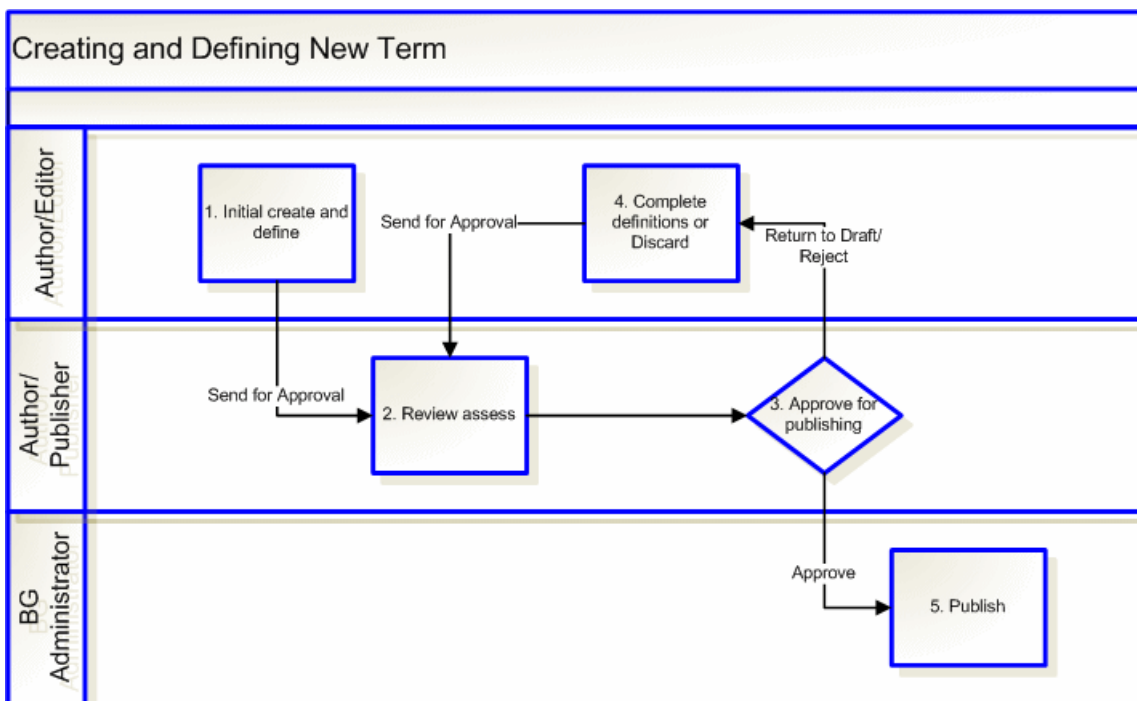 Creating and Defining New Term
Author/Editor
1. Initial create and
define
Send for Approval
4. Complete
definitions or
Discard
Return to Draft/
Reject
Author/
Publisher
Send for Approval
2. Review assess
3. Approve for
publishing
BG
Administrator
Approve
5. Publish